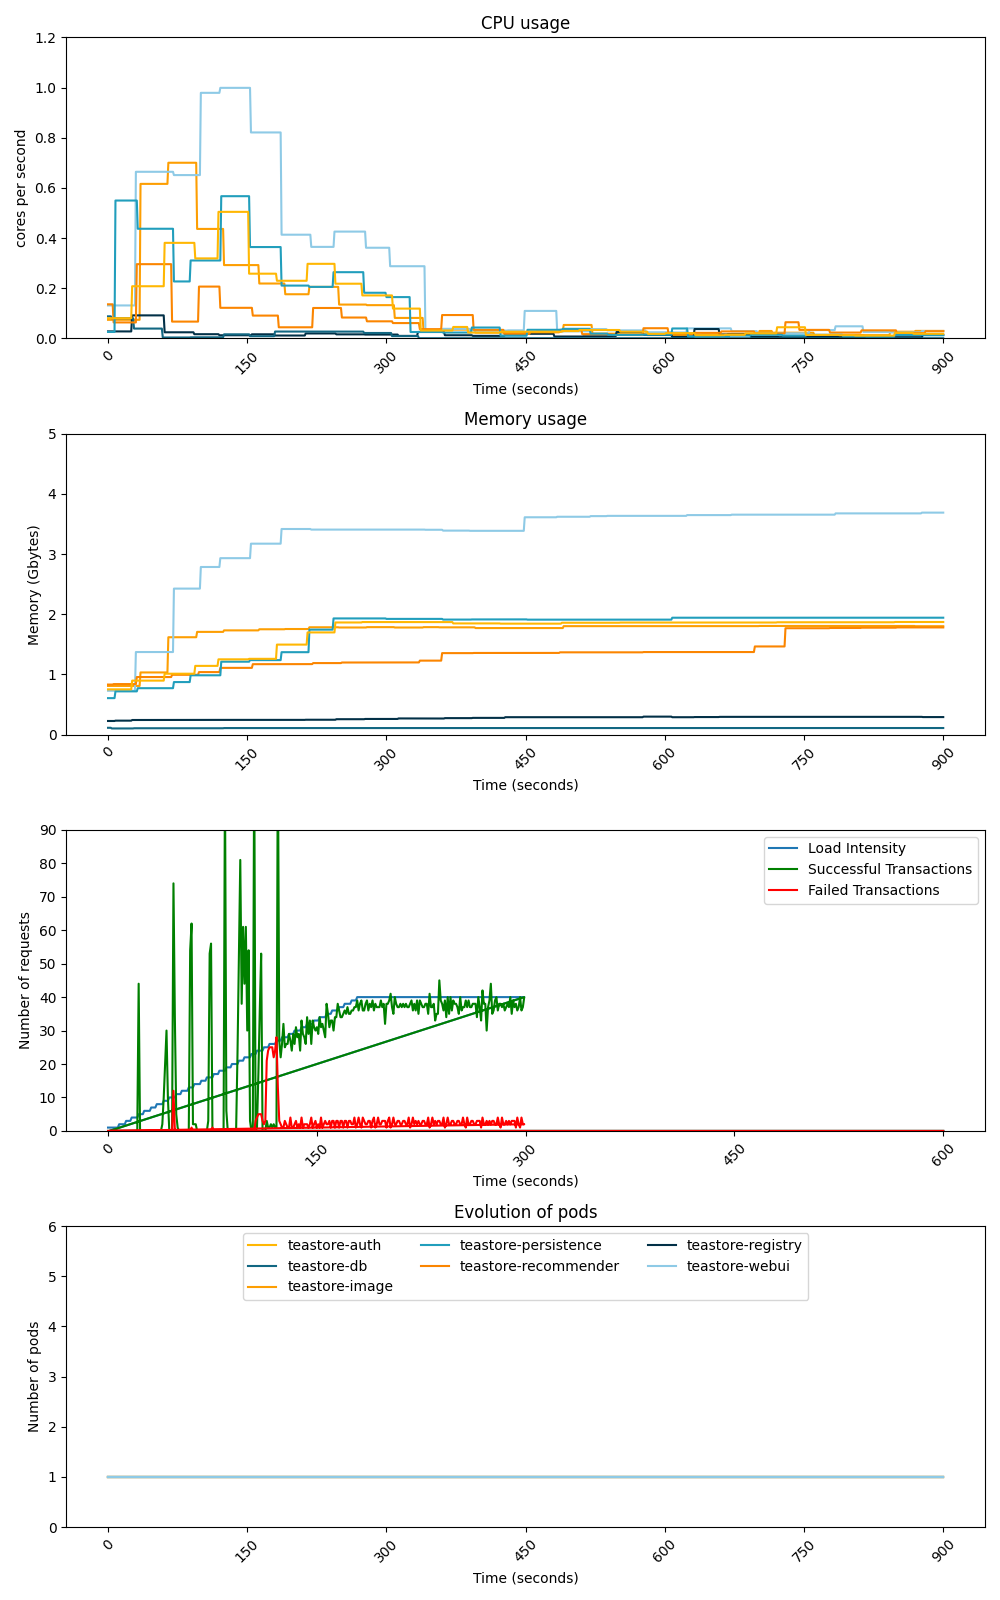 CPU usage
1.2
1.0
0.8
0.6
0.4
0.2
0.0
cores per second
0 150 300 450 600 750 900
Time (seconds)
Memory usage
5
4
3
2
1
0
Memory (Gbytes)
0 150 300 450 600 750 900
Time (seconds)
90
80
70
60
50
40
30
20
10
0
Number of requests
Load Intensity
Successful Transactions
Failed Transactions
0 150 300 450 600
Time (seconds)
Evolution of pods
6
5
4
3
2
1
0
Number of pods
teastore-auth teastore-persistence teastore-registry
teastore-db teastore-recommender teastore-webui
teastore-image
0 150 300 450 600 750 900
Time (seconds)